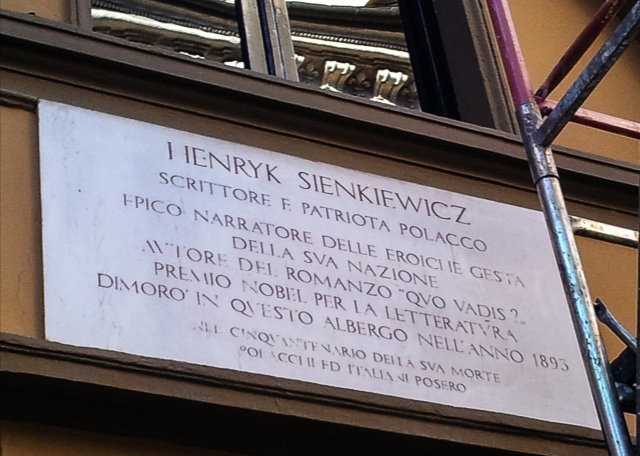 HENRYK SIENKIEWICZ
SCRITTORE E PATRIOTA POLACCO
EPICO NARRATORE DELLE EROICHE GESTA
DELLA SVA NAZIONE
AVTORE DEL ROMANZO "QVO VADIS?"
PREMIO NOBEL PER LA LETTERATVRA
DIMORO' IN QVESTO ALBERGO NELL'ANNO 1893
NEL CINQVANTENARIO DELLA SVA MORTE
POLACCHI ED ITALIANI POSERO